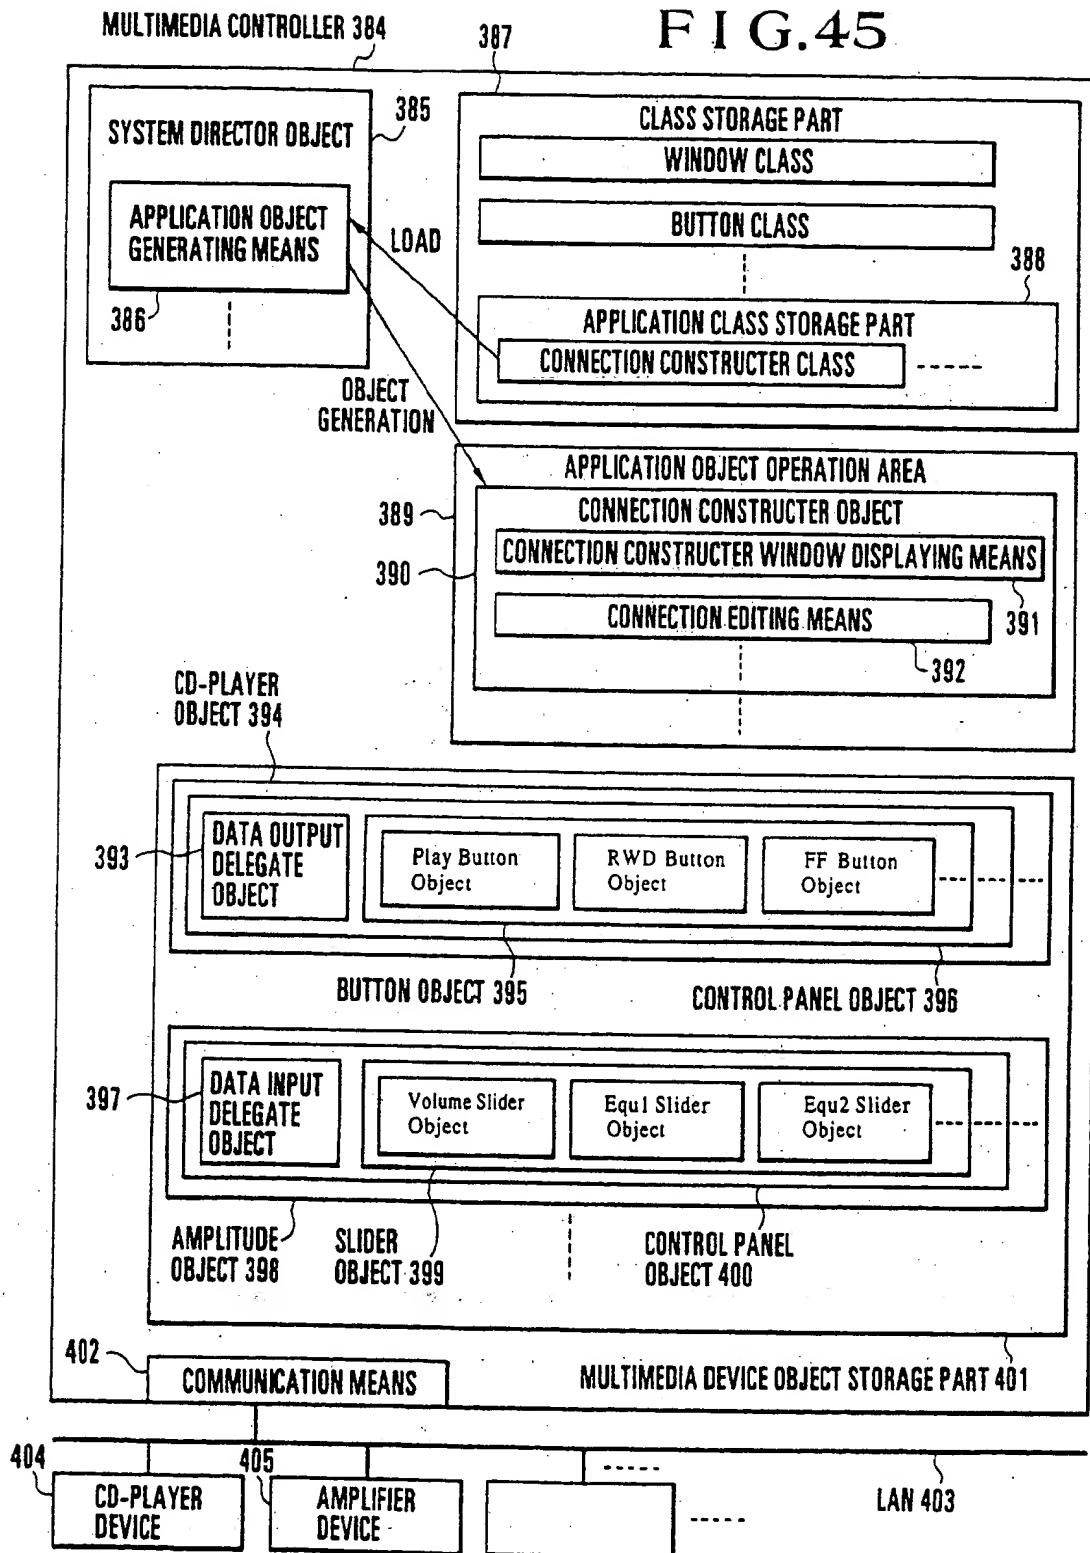 FIG.45
MULTIMEDIA CONTROLLER 384
387
385
SYSTEM DIRECTOR OBJECT
APPLICATION OBJECT
GENERATING MEANS
386
LOAD
OBJECT
GENERATION
CLASS STORAGE PART
WINDOW CLASS
BUTTON CLASS
388
APPLICATION CLASS STORAGE PART
CONNECTION CONSTRUCTER CLASS
APPLICATION OBJECT OPERATION AREA
389
CONNECTION CONSTRUCTER OBJECT
390
CONNECTION CONSTRUCTER WINDOW DISPLAYING MEANS
391
CONNECTION EDITING MEANS
392
CD-PLAYER
OBJECT 394
393
DATA OUTPUT
DELEGATE
OBJECT
Play Button
Object
RWD Button
Object
FF Button
Object
BUTTON OBJECT 395
CONTROL PANEL OBJECT 396
397
DATA INPUT
DELEGATE
OBJECT
Volume Slider
Object
Equ1 Slider
Object
Equ2 Slider
Object
AMPLITUDE
OBJECT 398
SLIDER
OBJECT 399
CONTROL PANEL
OBJECT 400
402
COMMUNICATION MEANS
MULTIMEDIA DEVICE OBJECT STORAGE PART 401
404
CD-PLAYER
DEVICE
405
AMPLIFIER
DEVICE
LAN 403